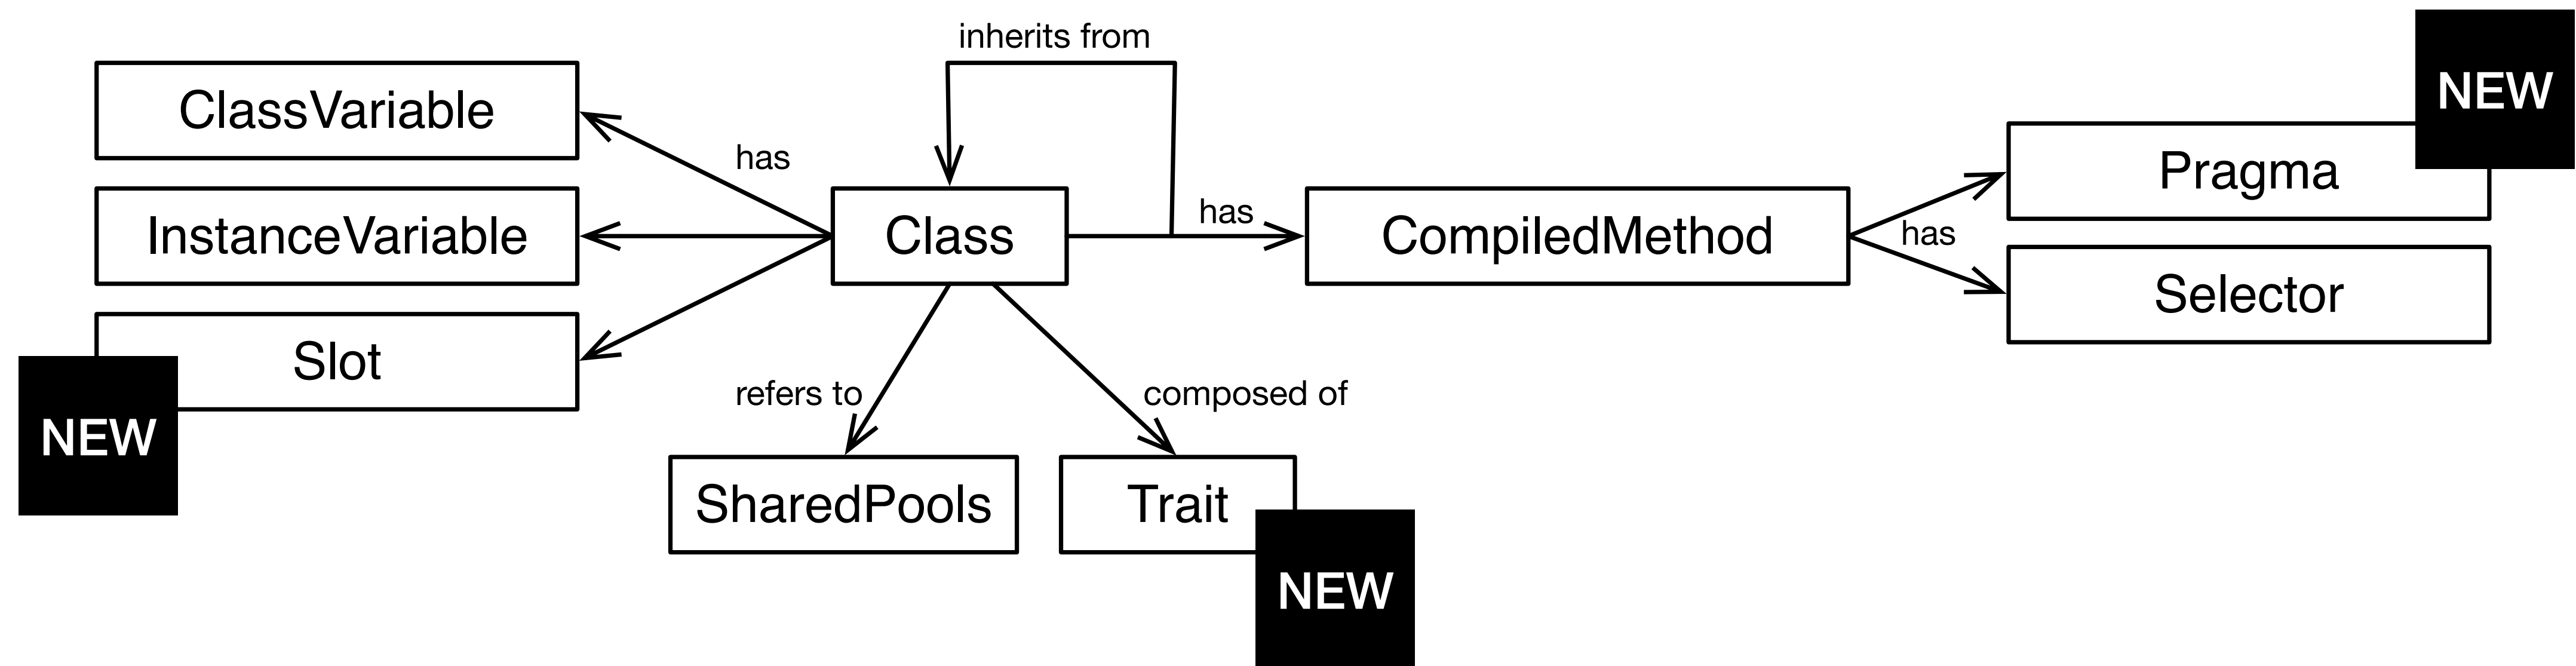 inherits from
NEW
ClassVariable
has
Pragma
InstanceVariable
Class
has
CompiledMethod
has
Selector
Slot
NEW
refers to
composed of
SharedPools
Trait
NEW